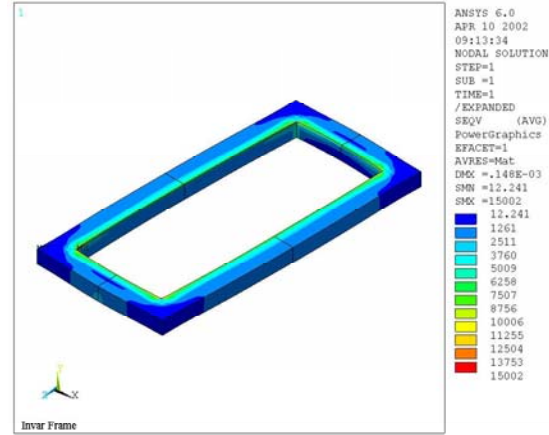 1
ANSYS 6.0
APR 10 2002
09:13:34
NODAL SOLUTION
STEP=1
SUB =1
TIME=1
/EXPANDED
SEQV (AVG)
PowerGraphics
EFACET=1
AVRES=Mat
DMX =.148E-03
SMN =12.241
SMX =15002
12.241
1261
2511
3760
5009
6258
7507
8756
10006
11255
12504
13753
15002
Y
Z X
Invar Frame